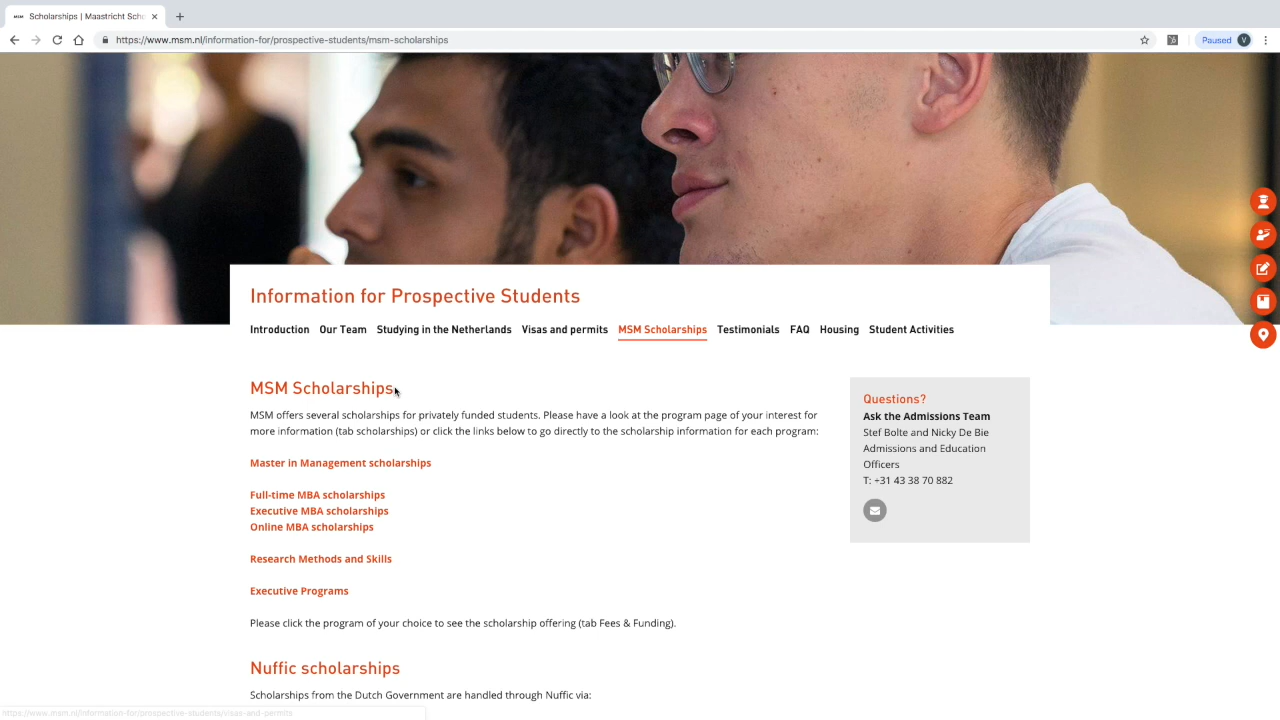 MSM Scholarships | Maastricht Scho
https://www.msm.nl/information-for/prospective-students/msm-scholarships
Paused V
Information for Prospective Students
Introduction Our Team Studying in the Netherlands Visas and permits MSM Scholarships Testimonials FAQ Housing Student Activities
MSM Scholarships
MSM offers several scholarships for privately funded students. Please have a look at the program page of your interest for
more information (tab scholarships) or click the links below to go directly to the scholarship information for each program:
Master in Management scholarships
Full-time MBA scholarships
Executive MBA scholarships
Online MBA scholarships
Research Methods and Skills
Executive Programs
Please click the program of your choice to see the scholarship offering (tab Fees & Funding).
Nuffic scholarships
Scholarships from the Dutch Government are handled through Nuffic via:
Questions?
Ask the Admissions Team
Stef Bolte and Nicky De Bie
Admissions and Education
Officers
T: +31 43 38 70 882
https://www.msm.nl/information-for/prospective-students/visas-and-permits